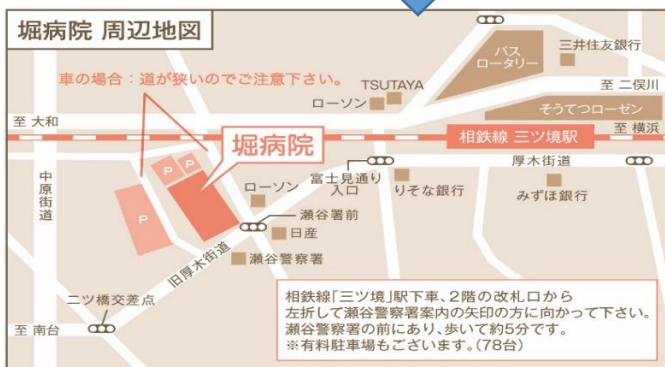 堀病院 周辺地図
バス
ロータリー
三井住友銀行
車の場合：道が狭いのでご注意下さい。
TSUTAYA
ローソン
至 二俣川
そうてつローゼン
至 大和
至 横浜
相鉄線 三ツ境駅
堀病院
中原街道
P
P
P
ローソン
富士見通り
入口
厚木街道
りそな銀行
みずほ銀行
瀬谷署前
日産
旧厚木街道
瀬谷警察署
二ツ橋交差点
至 南台
相鉄線「三ツ境」駅下車、2階の改札口から
左折して瀬谷警察署案内の矢印の方に向かって下さい。
瀬谷警察署の前にあり、歩いて約5分です。
※有料駐車場もございます。(78台)